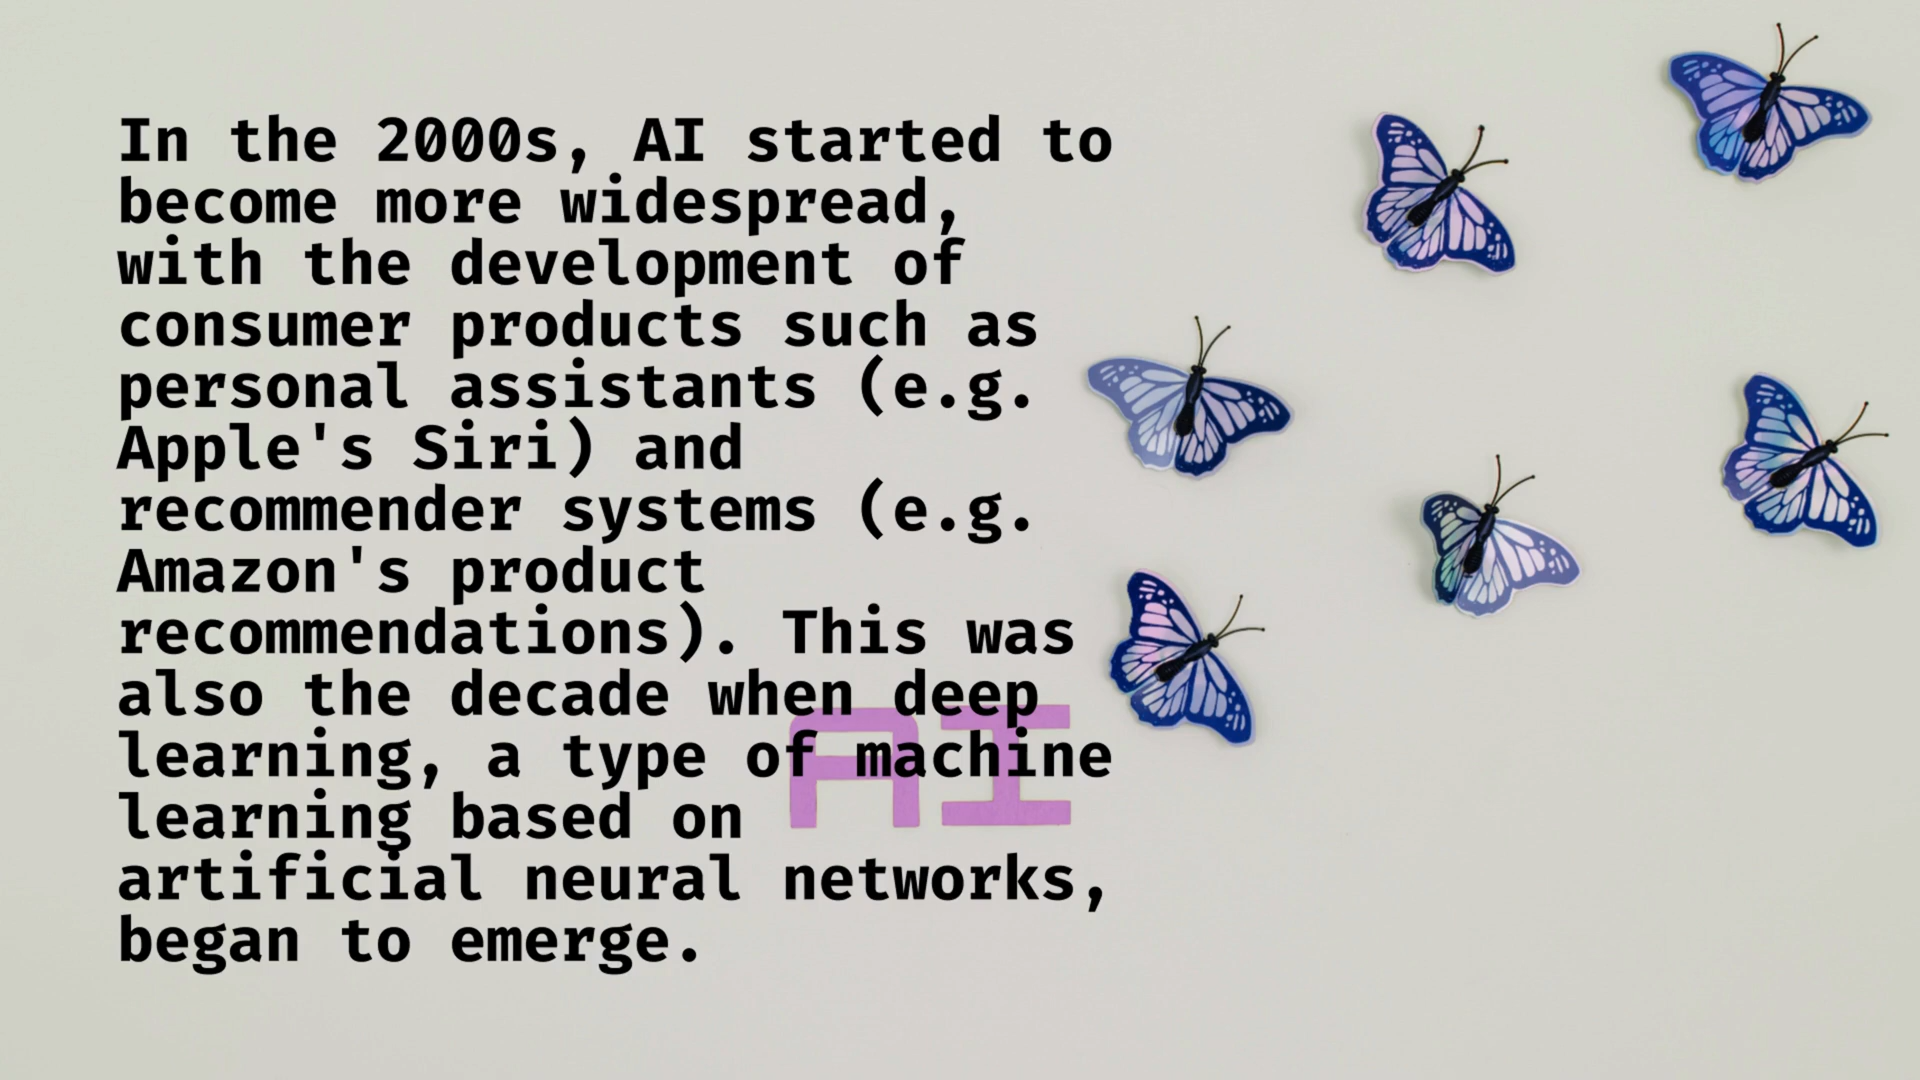 In the 2000s, AI started to
become more widespread,
with the development of
consumer products such as
personal assistants (e.g.
Apple's Siri) and
recommender systems (e.g.
Amazon's product
recommendations). This was
also the decade when deep
learning, a type of machine
learning based on
artificial neural networks,
began to emerge.
AI